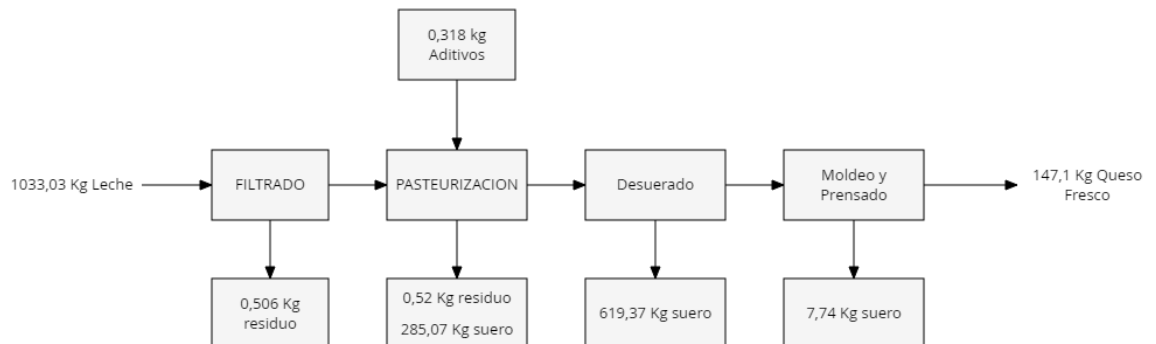 0,318 kg
Aditivos
1033,03 Kg Leche
FILTRADO
PASTEURIZACION
Desuerado
Moldeo y
Prensado
147,1 Kg Queso
Fresco
0,506 Kg
residuo
0,52 Kg residuo
285,07 Kg suero
619,37 Kg suero
7,74 Kg suero